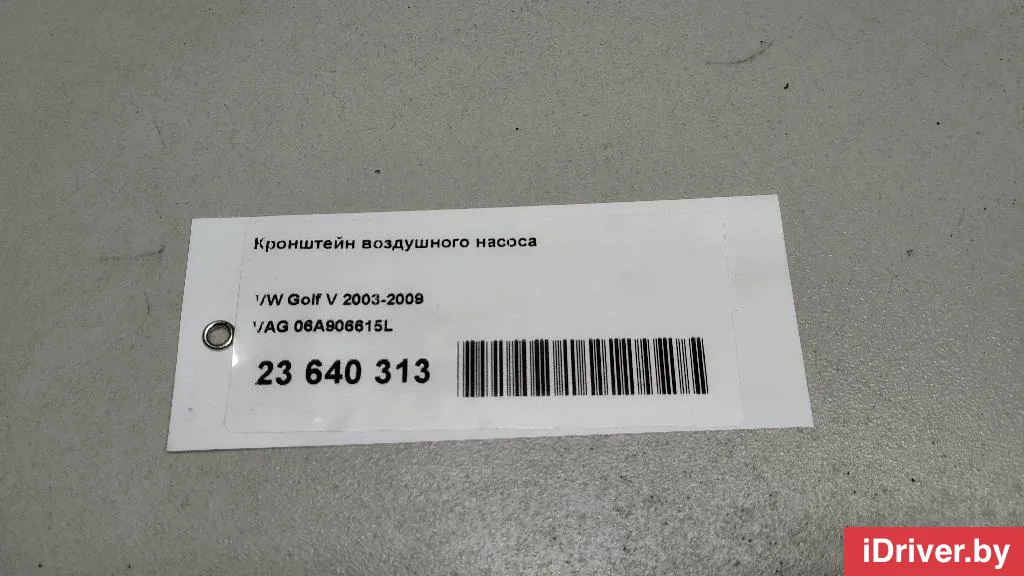 Кронштейн воздушного насоса
VW Golf V 2003-2009
VAG 06A906615L
23 640 313
iDriver.by